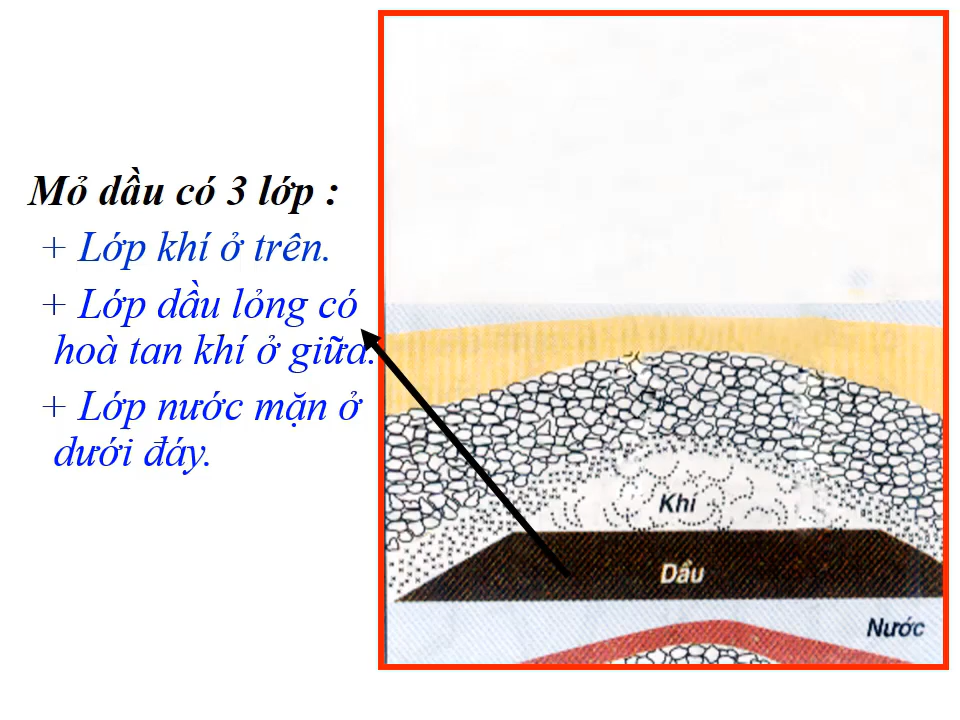 Mỏ dầu có 3 lớp :
+ Lớp khí ở trên.
+ Lớp dầu lỏng có
hoà tan khí ở giữa.
+ Lớp nước mặn ở
dưới đáy.
Khí
Dầu
Nước